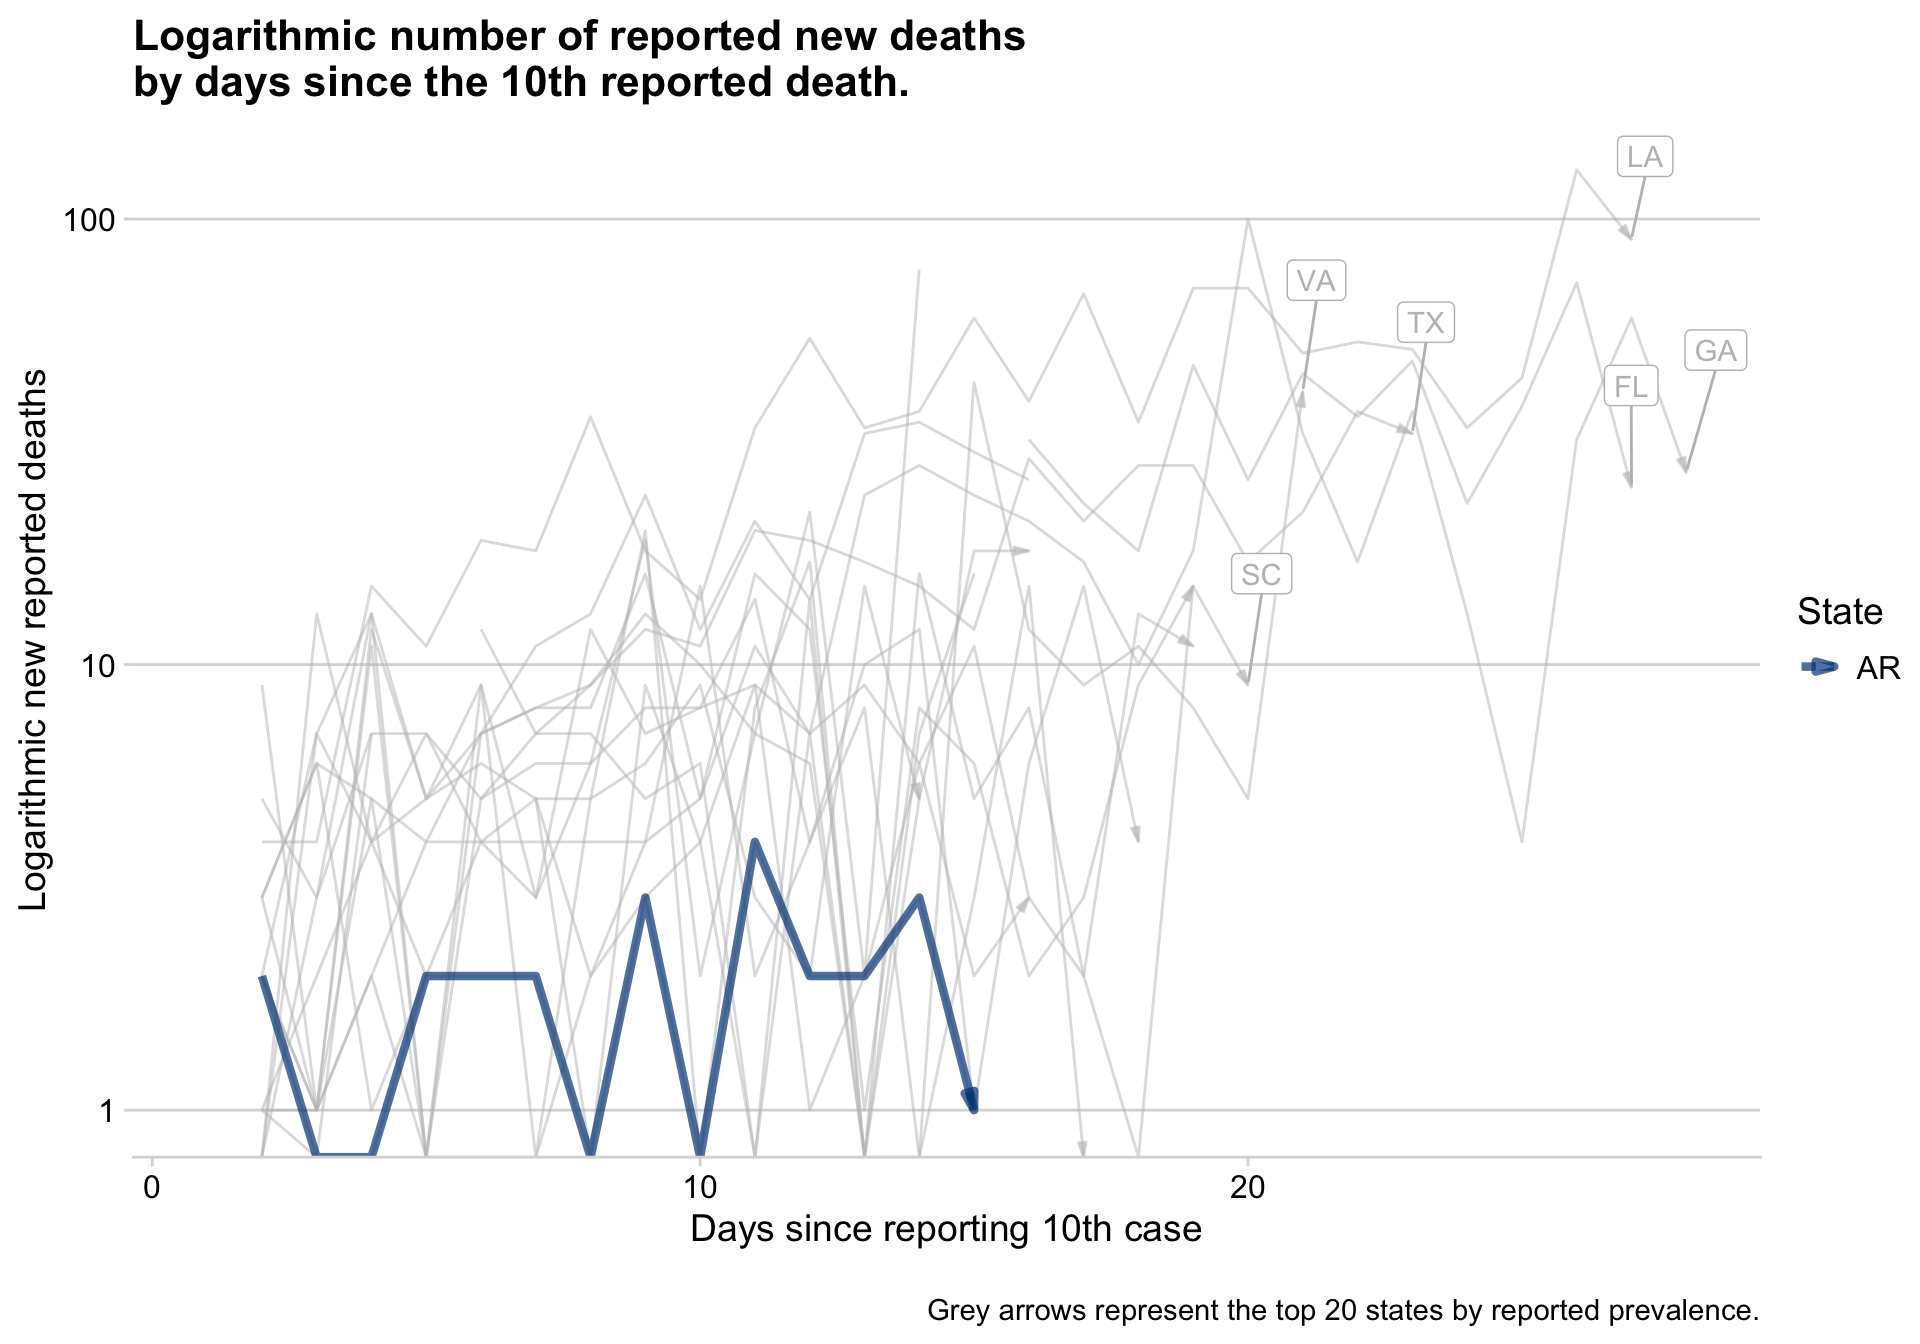 Logarithmic number of reported new deaths
by days since the 10th reported death.
Logarithmic new reported deaths
100
10
1
LA
VA
TX
GA
FL
SC
State
AR
0
10
20
Days since reporting 10th case
Grey arrows represent the top 20 states by reported prevalence.